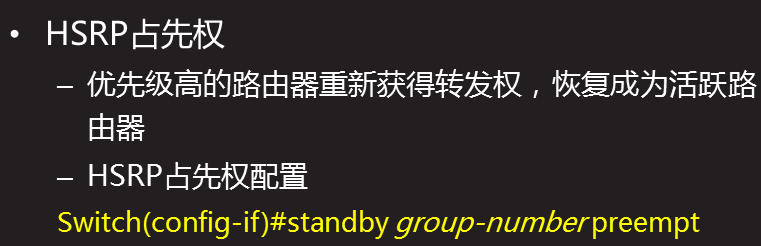 • HSRP占先权
– 优先级高的路由器重新获得转发权，恢复成为活跃路
由器
– HSRP占先权配置
Switch(config-if)#standby group-number preempt